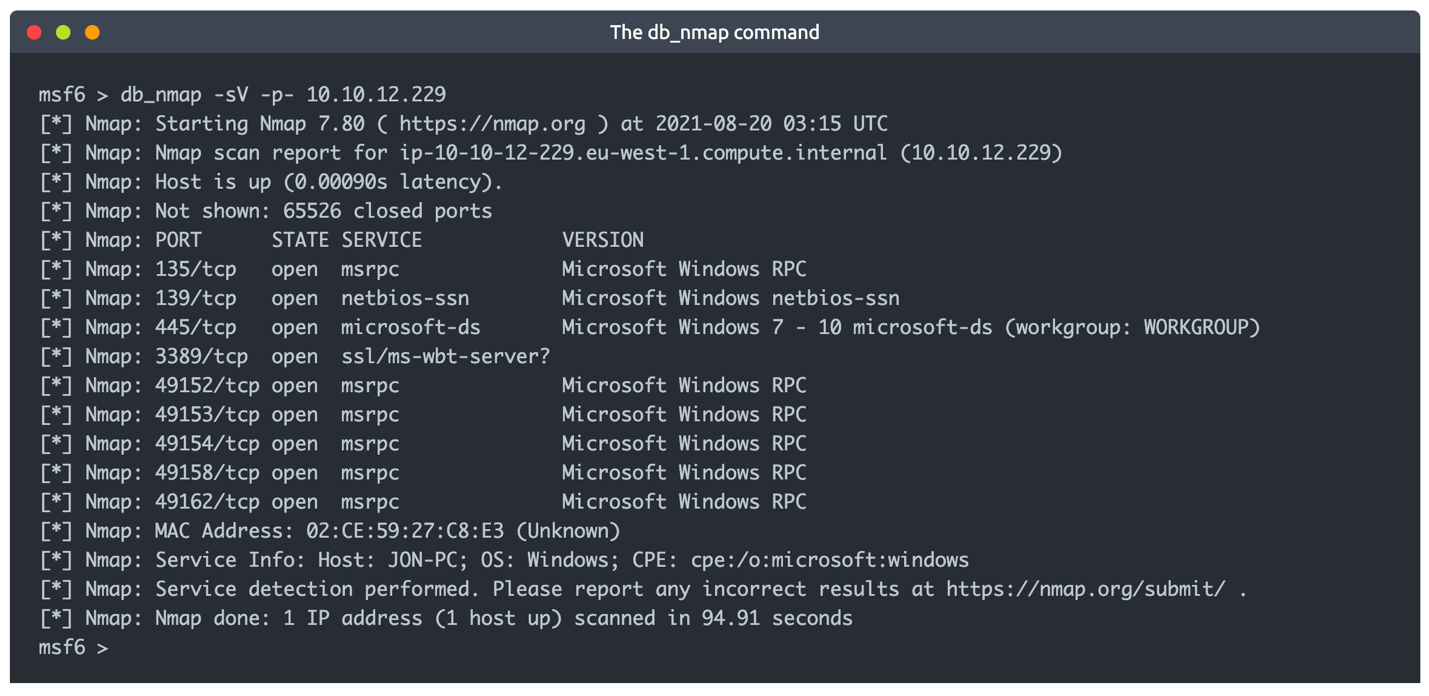 The db_nmap command
msf6 > db_nmap -sV -p- 10.10.12.229
[*] Nmap: Starting Nmap 7.80 ( https://nmap.org ) at 2021-08-20 03:15 UTC
[*] Nmap: Nmap scan report for ip-10-10-12-229.eu-west-1.compute.internal (10.10.12.229)
[*] Nmap: Host is up (0.00090s latency).
[*] Nmap: Not shown: 65526 closed ports
[*] Nmap: PORT      STATE SERVICE            VERSION
[*] Nmap: 135/tcp   open  msrpc              Microsoft Windows RPC
[*] Nmap: 139/tcp   open  netbios-ssn        Microsoft Windows netbios-ssn
[*] Nmap: 445/tcp   open  microsoft-ds       Microsoft Windows 7 - 10 microsoft-ds (workgroup: WORKGROUP)
[*] Nmap: 3389/tcp  open  ssl/ms-wbt-server?
[*] Nmap: 49152/tcp open  msrpc              Microsoft Windows RPC
[*] Nmap: 49153/tcp open  msrpc              Microsoft Windows RPC
[*] Nmap: 49154/tcp open  msrpc              Microsoft Windows RPC
[*] Nmap: 49158/tcp open  msrpc              Microsoft Windows RPC
[*] Nmap: 49162/tcp open  msrpc              Microsoft Windows RPC
[*] Nmap: MAC Address: 02:CE:59:27:C8:E3 (Unknown)
[*] Nmap: Service Info: Host: JON-PC; OS: Windows; CPE: cpe:/o:microsoft:windows
[*] Nmap: Service detection performed. Please report any incorrect results at https://nmap.org/submit/ .
[*] Nmap: Nmap done: 1 IP address (1 host up) scanned in 94.91 seconds
msf6 >